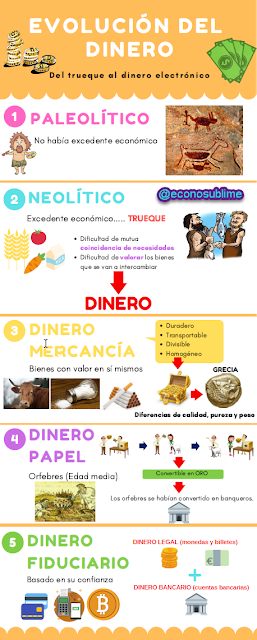 EVOLUCIÓN DEL
DINERO
Del trueque al dinero electrónico
1 PALEOLÍTICO
No había excedente económico
2 NEOLÍTICO
@econosublime
Excedente económico..... TRUEQUE
• Dificultad de mutua
coincidencia de necesidades
• Dificultad de valorar los bienes
que se van a intercambiar
DINERO
3 DINERO
MERCANCÍA
Bienes con valor en sí mismos
• Duradero
• Transportable
• Divisible
• Homogéneo
GRECIA
Diferencias de calidad, pureza y peso
4 DINERO
PAPEL
Orfebres (Edad media)
Convertible en ORO
Los orfebres se habían convertido en banqueros.
5 DINERO
FIDUCIARIO
Basado en su confianza
DINERO LEGAL (monedas y billetes)
DINERO BANCARIO (cuentas bancarias)